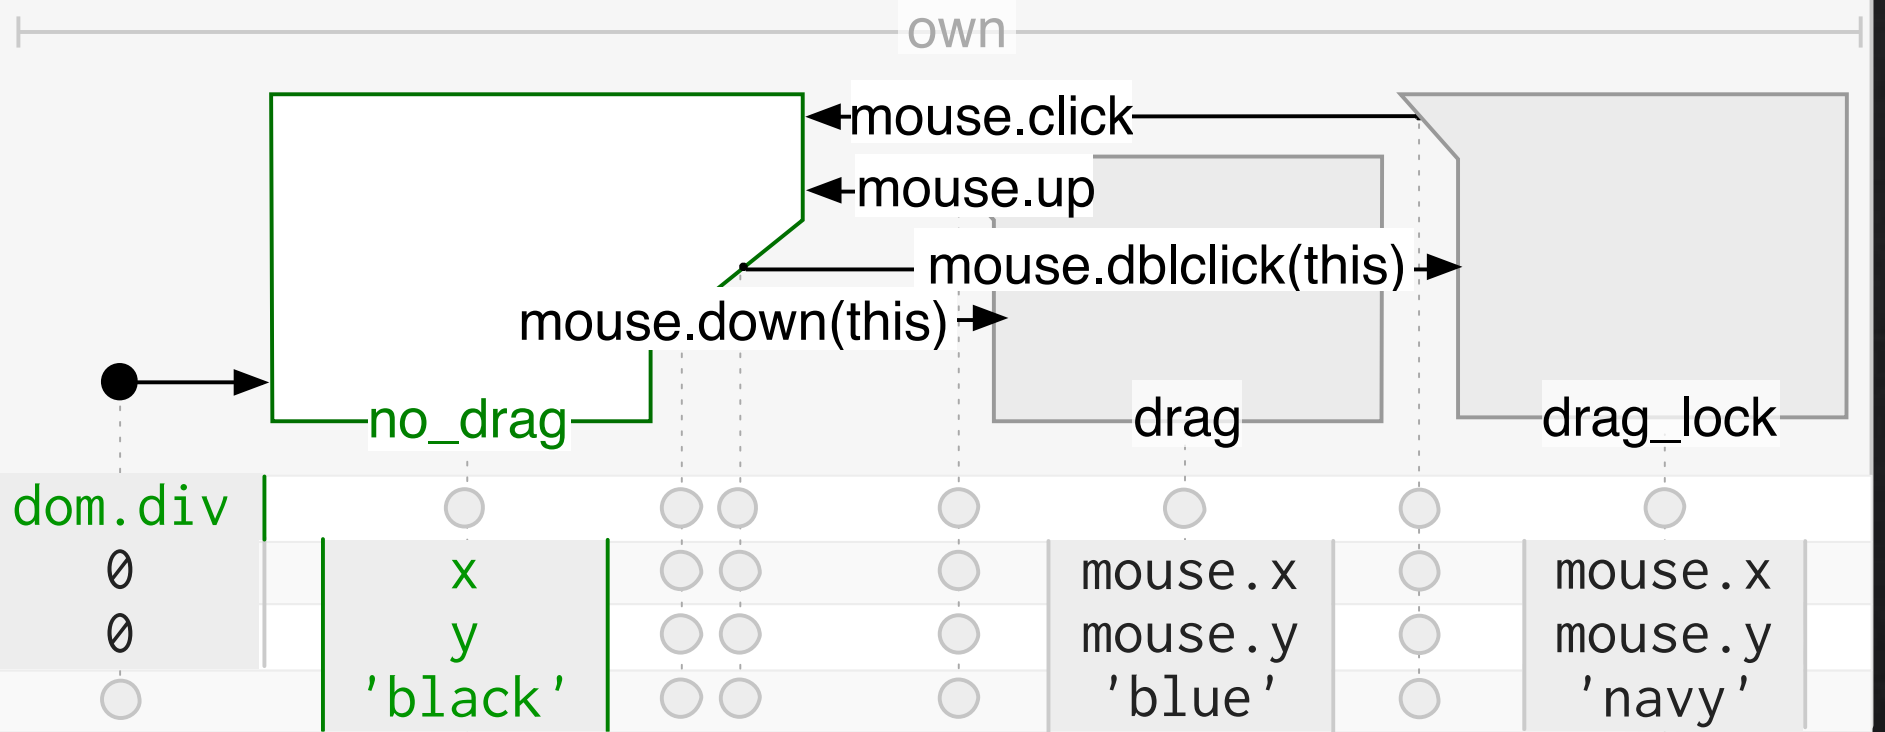 own
mouse.click
mouse.up
mouse.dblclick(this)
mouse.down(this)
no_drag
drag
drag_lock
dom.div
0 x mouse.x mouse.x
0 y mouse.y mouse.y
'black' 'blue' 'navy'